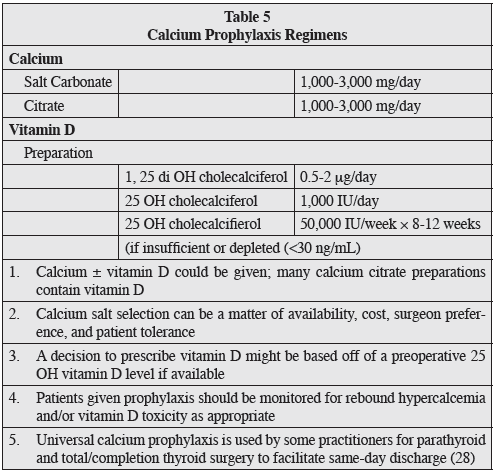 Table 5
Calcium Prophylaxis Regimens
Calcium
Salt Carbonate 1,000-3,000 mg/day
Citrate 1,000-3,000 mg/day
Vitamin D
Preparation
1, 25 di OH cholecalciferol 0.5-2 µg/day
25 OH cholecalciferol 1,000 IU/day
25 OH cholecalcifierol 50,000 IU/week × 8-12 weeks
(if insufficient or depleted (<30 ng/mL)
1. Calcium ± vitamin D could be given; many calcium citrate preparations
contain vitamin D
2. Calcium salt selection can be a matter of availability, cost, surgeon prefer-
ence, and patient tolerance
3. A decision to prescribe vitamin D might be based off of a preoperative 25
OH vitamin D level if available
4. Patients given prophylaxis should be monitored for rebound hypercalcemia
and/or vitamin D toxicity as appropriate
5. Universal calcium prophylaxis is used by some practitioners for parathyroid
and total/completion thyroid surgery to facilitate same-day discharge (28)